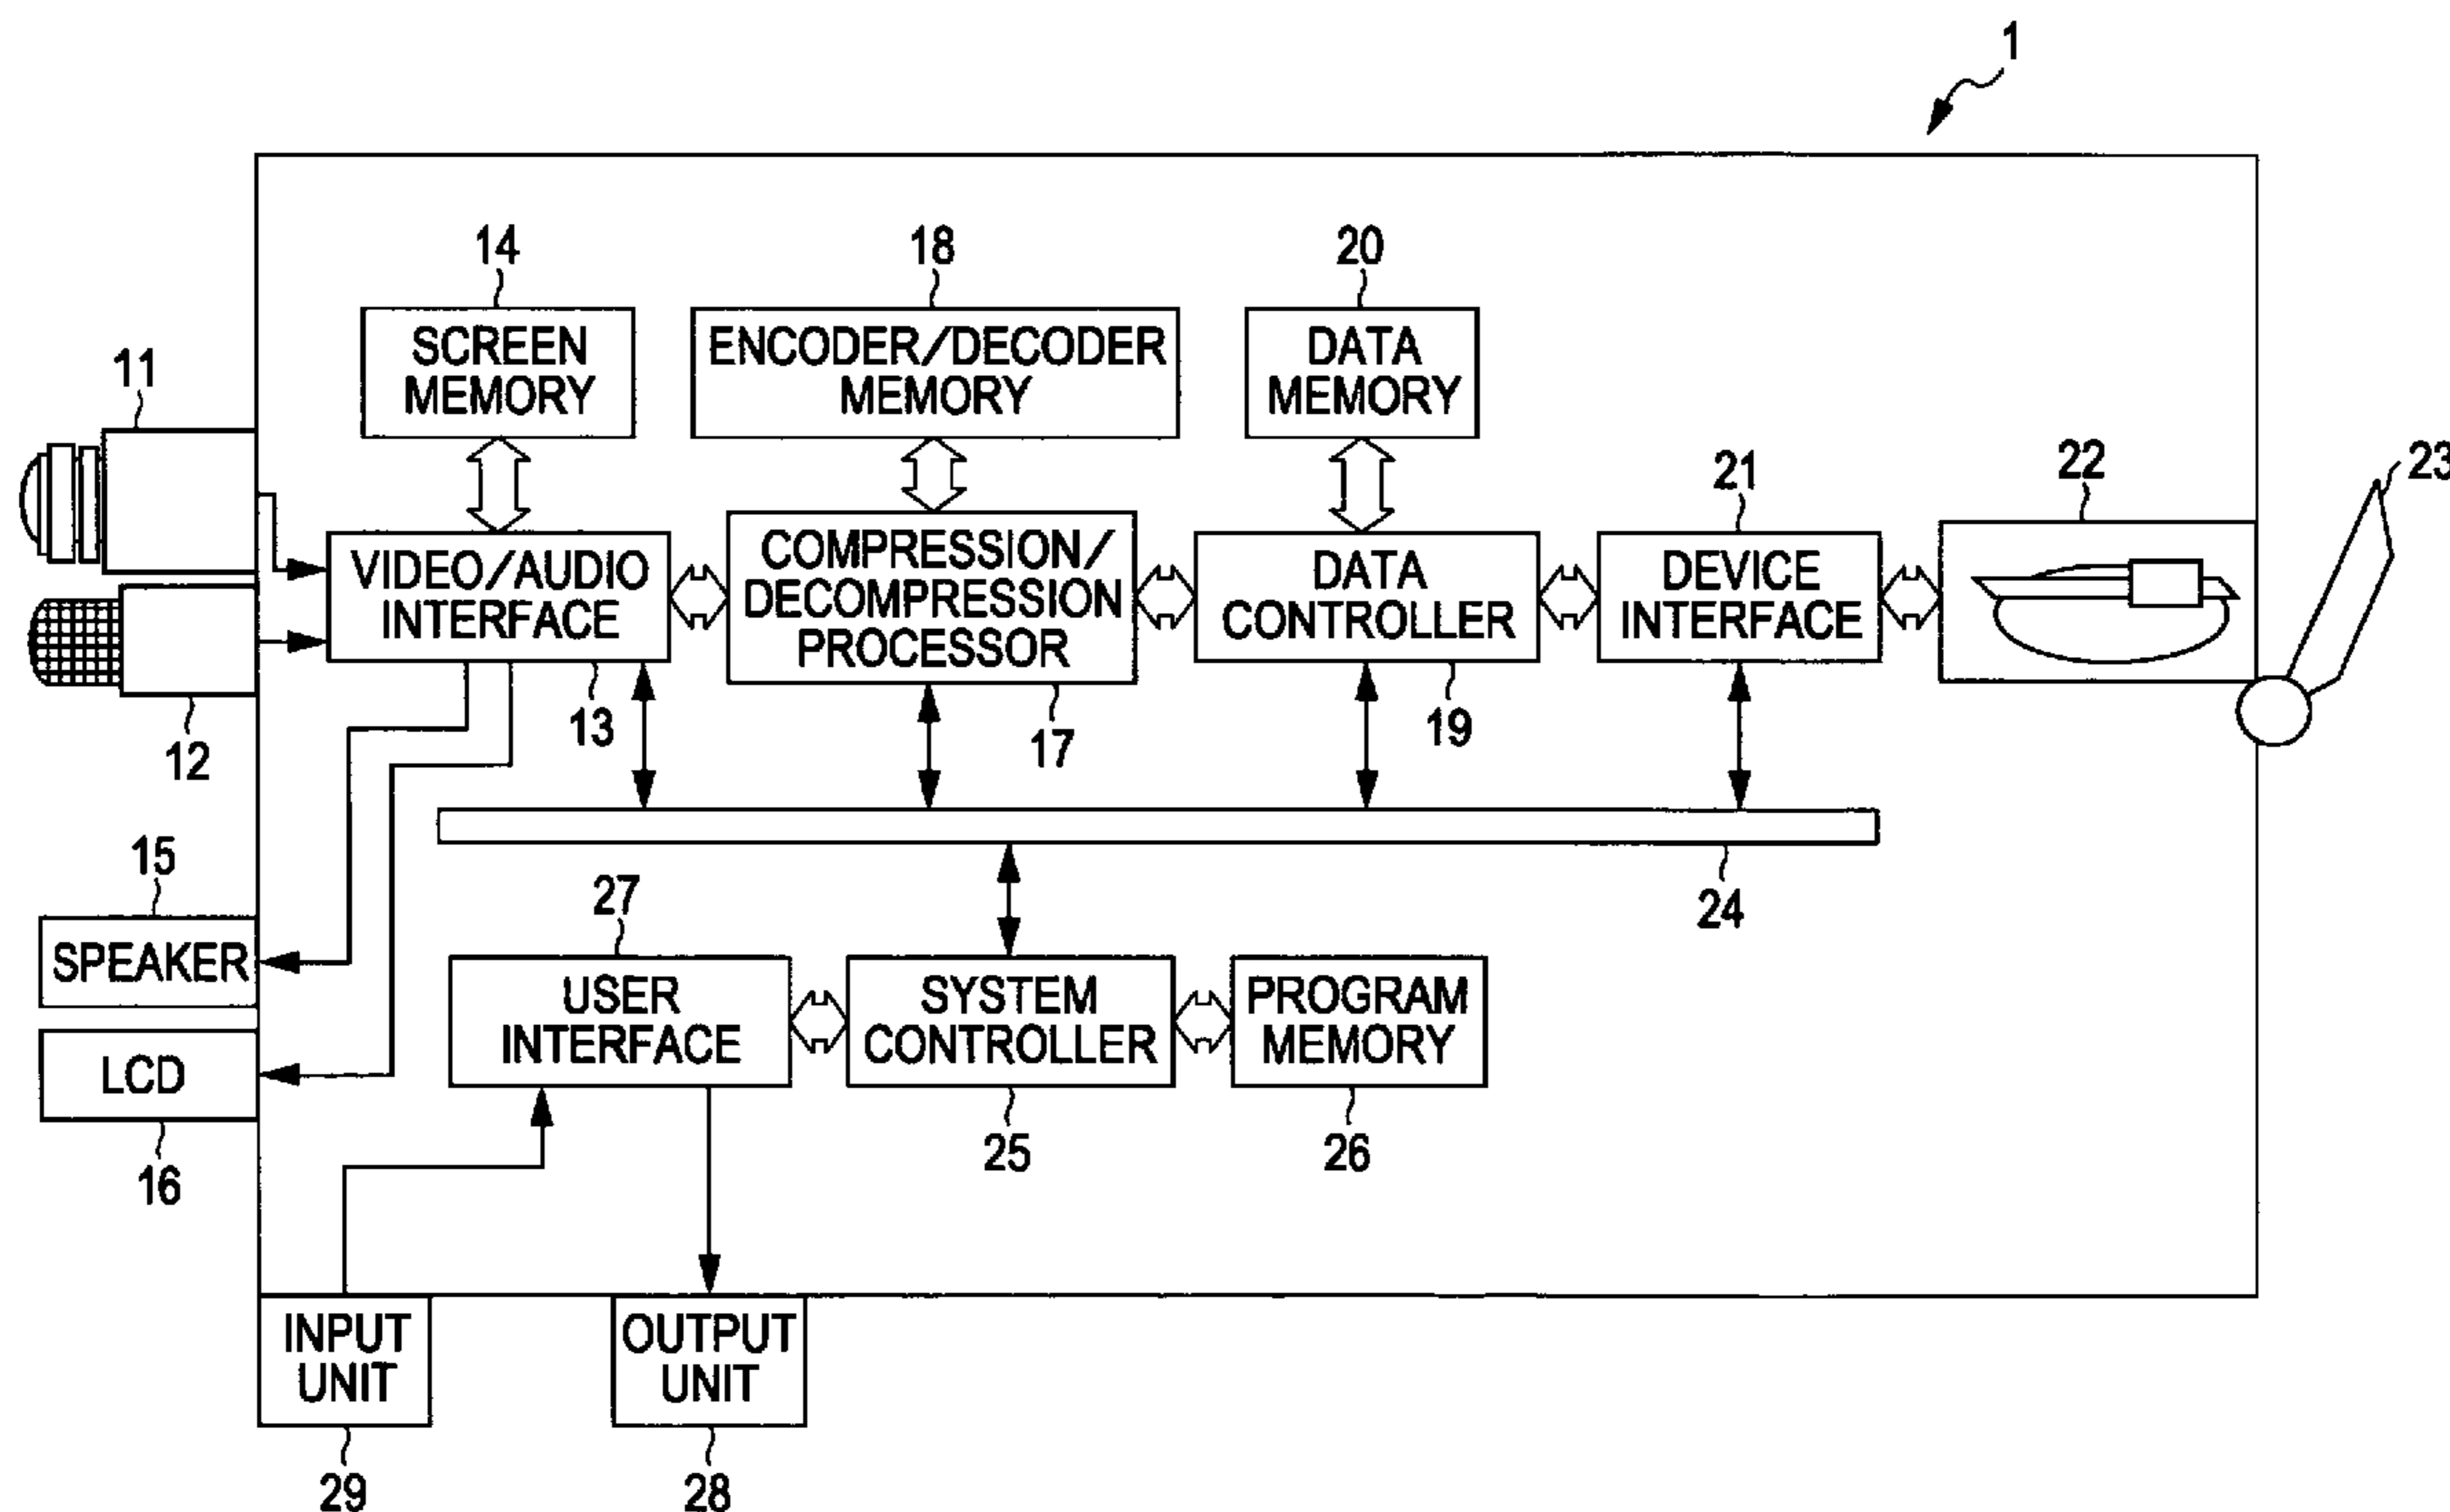 1
14
18
20
SCREEN
MEMORY
ENCODER/DECODER
MEMORY
DATA
MEMORY
11
21
22
23
VIDEO/AUDIO
INTERFACE
COMPRESSION/
DECOMPRESSION
PROCESSOR
DATA
CONTROLLER
DEVICE
INTERFACE
12
13
17
19
15
27
24
SPEAKER
USER
INTERFACE
SYSTEM
CONTROLLER
PROGRAM
MEMORY
LCD
16
25
26
INPUT
UNIT
OUTPUT
UNIT
29
28